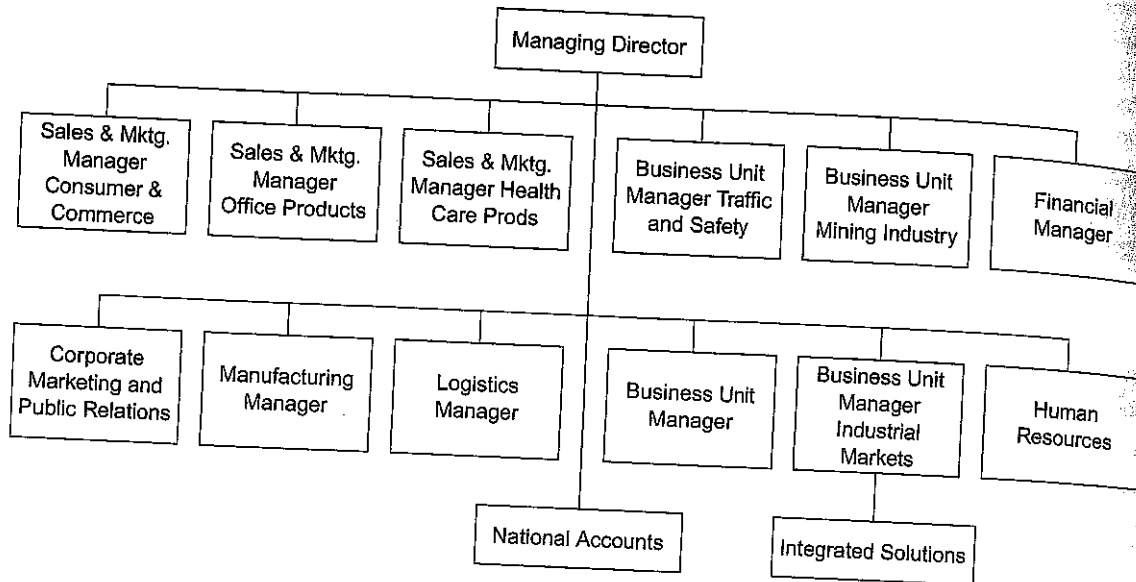 Managing Director
Sales & Mktg.
Manager
Consumer &
Commerce
Sales & Mktg.
Manager
Office Products
Sales & Mktg.
Manager Health
Care Prods
Business Unit
Manager Traffic
and Safety
Business Unit
Manager
Mining Industry
Financial
Manager
Corporate
Marketing and
Public Relations
Manufacturing
Manager
Logistics
Manager
Business Unit
Manager
Business Unit
Manager
Industrial
Markets
Human
Resources
National Accounts
Integrated Solutions